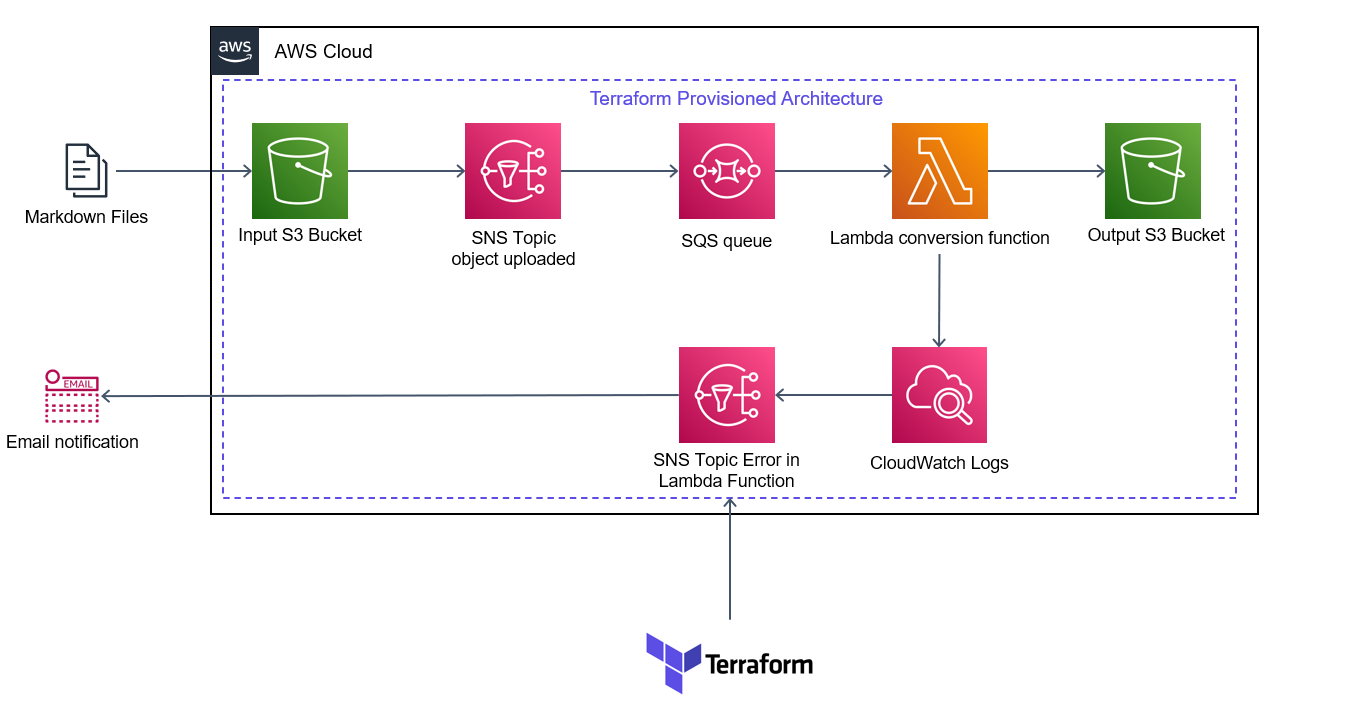 aws
AWS Cloud
Terraform Provisioned Architecture
Markdown Files
Input S3 Bucket
SNS Topic
object uploaded
SQS queue
Lambda conversion function
Output S3 Bucket
EMAIL
Email notification
SNS Topic Error in
Lambda Function
CloudWatch Logs
Terraform